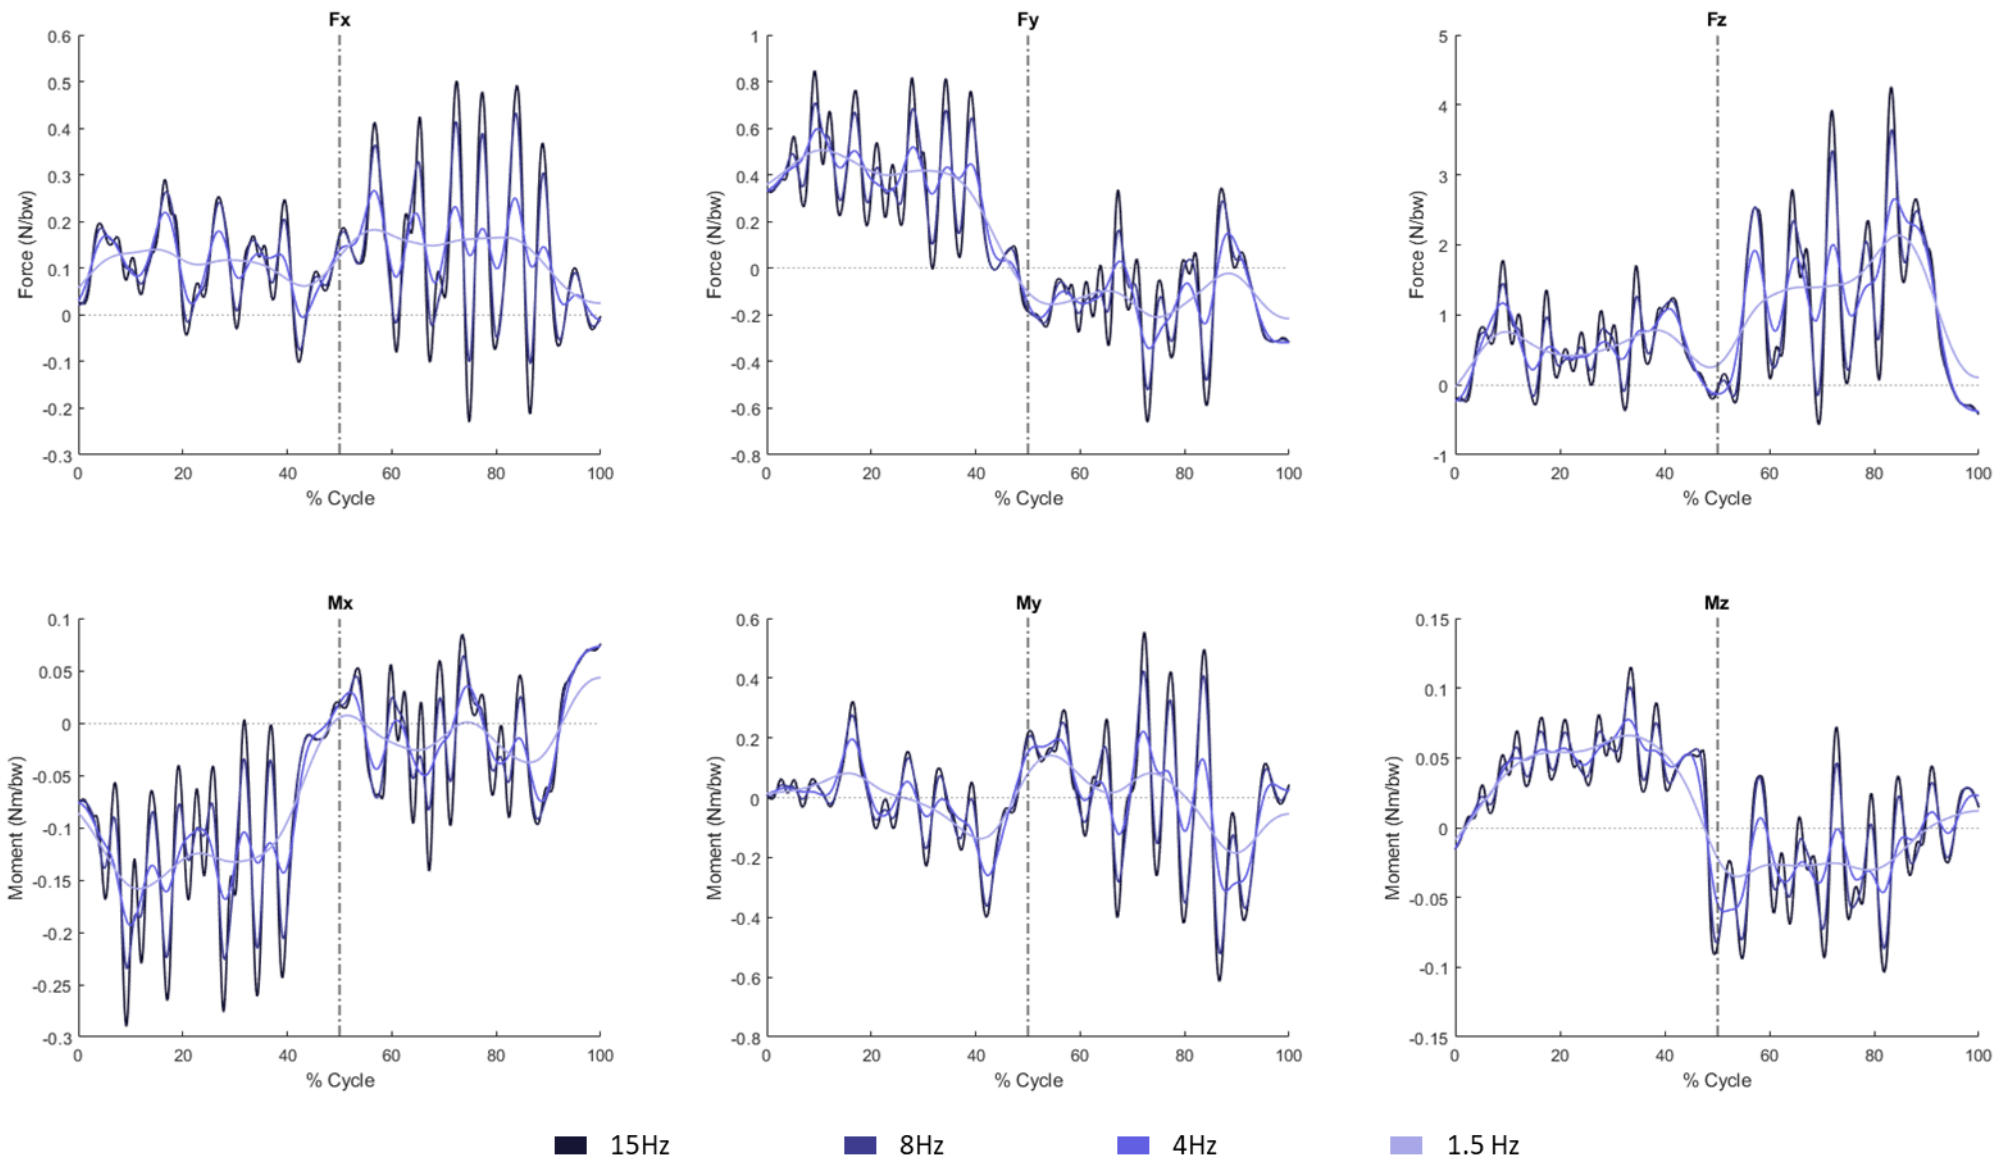 Fx
0.6
0.5
0.4
0.3
0.2
0.1
0
-0.1
-0.2
-0.3
Force (N/bw)
0 20 40 60 80 100
% Cycle
Fy
1
0.8
0.6
0.4
0.2
0
-0.2
-0.4
-0.6
-0.8
Force (N/bw)
0 20 40 60 80 100
% Cycle
Fz
5
4
3
2
1
0
-1
Force (N/bw)
0 20 40 60 80 100
% Cycle
Mx
0.1
0.05
0
-0.05
-0.1
-0.15
-0.2
-0.25
-0.3
Moment (Nm/bw)
0 20 40 60 80 100
% Cycle
My
0.6
0.4
0.2
0
-0.2
-0.4
-0.6
-0.8
Moment (Nm/bw)
0 20 40 60 80 100
% Cycle
Mz
0.15
0.1
0.05
0
-0.05
-0.1
-0.15
Moment (Nm/bw)
0 20 40 60 80 100
% Cycle
15Hz 8Hz 4Hz 1.5 Hz